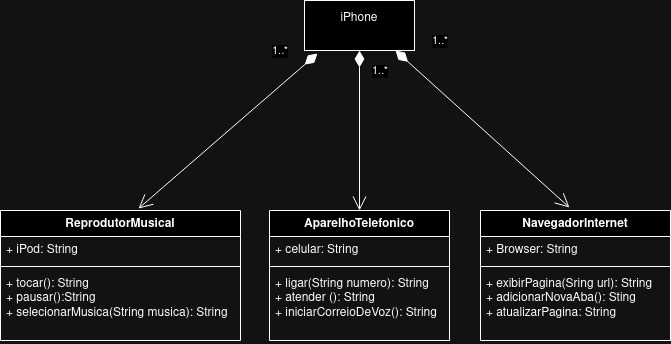 iPhone
1..*
1..*
1..*
ReprodutorMusical
+ iPod: String
+ tocar(): String
+ pausar():String
+ selecionarMusica(String musica): String
AparelhoTelefonico
+ celular: String
+ ligar(String numero): String
+ atender (): String
+ iniciarCorreioDeVoz(): String
NavegadorInternet
+ Browser: String
+ exibirPagina(Sring url): String
+ adicionarNovaAba(): Sting
+ atualizarPagina: String